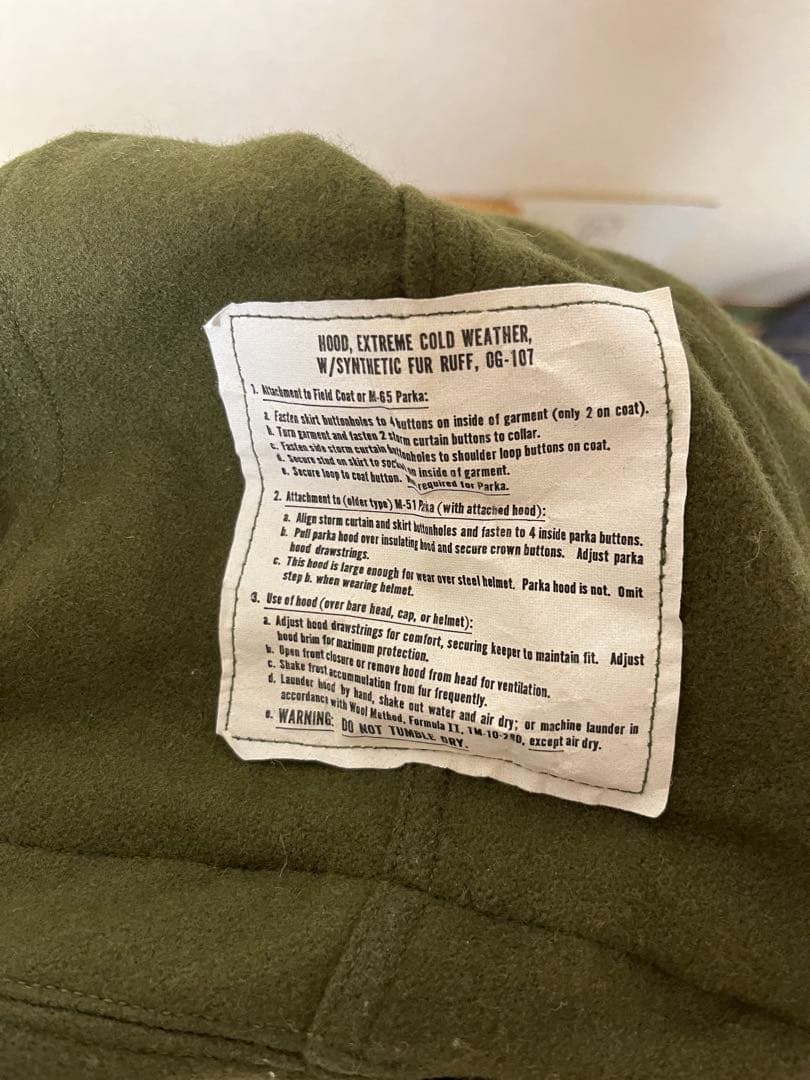 HOOD, EXTREME COLD WEATHER,
W/SYNTHETIC FUR RUFF, OG-107
1. Attachment to Field Coat or M-65 Parka:
a. Fasten skirt buttonholes to 4 buttons on inside of garment (only 2 on coat).
b. Turn garment and fasten 2 storm curtain buttons to collar.
c. Fasten side storm curtain buttonholes to shoulder loop buttons on coat.
d. Secure stud on skirt to socket on inside of garment.
e. Secure loop to coat button. required for Parka.
2. Attachment to (older type) M-51 Parka (with attached hood):
a. Align storm curtain and skirt buttonholes and fasten to 4 inside parka buttons.
b. Pull parka hood over insulating hood and secure crown buttons. Adjust parka
hood drawstrings.
c. This hood is large enough for wear over steel helmet. Parka hood is not. Omit
step b. when wearing helmet.
3. Use of hood (over bare head, cap, or helmet):
a. Adjust hood drawstrings for comfort, securing keeper to maintain fit. Adjust
hood brim for maximum protection.
b. Open front closure or remove hood from head for ventilation.
c. Shake frost accummulation from fur frequently.
d. Launder hood by hand, shake out water and air dry; or machine launder in
accordance with Wool Method, Formula II, TM-10-280, except air dry.
e. WARNING: DO NOT TUMBLE DRY.